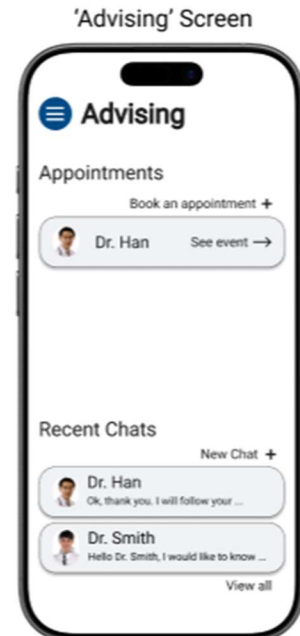 ‘Advising’ Screen
Advising
Appointments
Book an appointment +
Dr. Han See event →
Recent Chats
New Chat +
Dr. Han
Ok, thank you. I will follow your ...
Dr. Smith
Hello Dr. Smith, I would like to know ...
View all